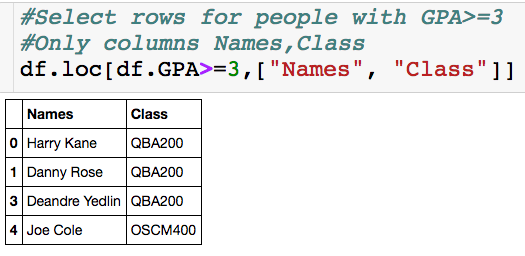 #Select rows for people with GPA>=3
#Only columns Names,Class
df.loc[df.GPA>=3,["Names", "Class"]]
Names Class
0 Harry Kane QBA200
1 Danny Rose QBA200
3 Deandre Yedlin QBA200
4 Joe Cole OSCM400